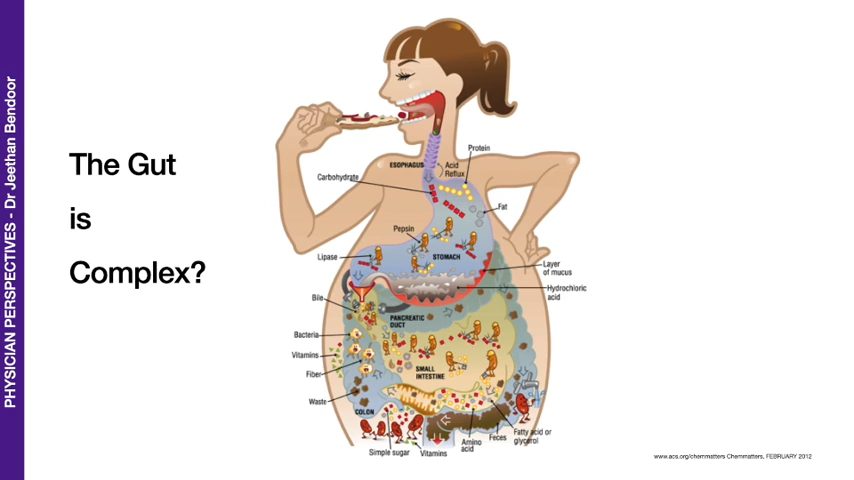 PHYSICIAN PERSPECTIVES - Dr Jeethan Bendoor
The Gut
is
Complex?
Protein
ESOPHAGUS
Acid
Reflux
Carbohydrate
Fat
Pepsin
Lipase
STOMACH
Layer
of mucus
Hydrochloric
acid
Bile
PANCREATIC
DUCT
Bacteria
Vitamins
SMALL
INTESTINE
Fiber
Waste
COLON
Simple sugar
Vitamins
Amino
acid
Feces
Fatty acid or
glycerol
www.acs.org/chemmatters Chemmatters, FEBRUARY 2012